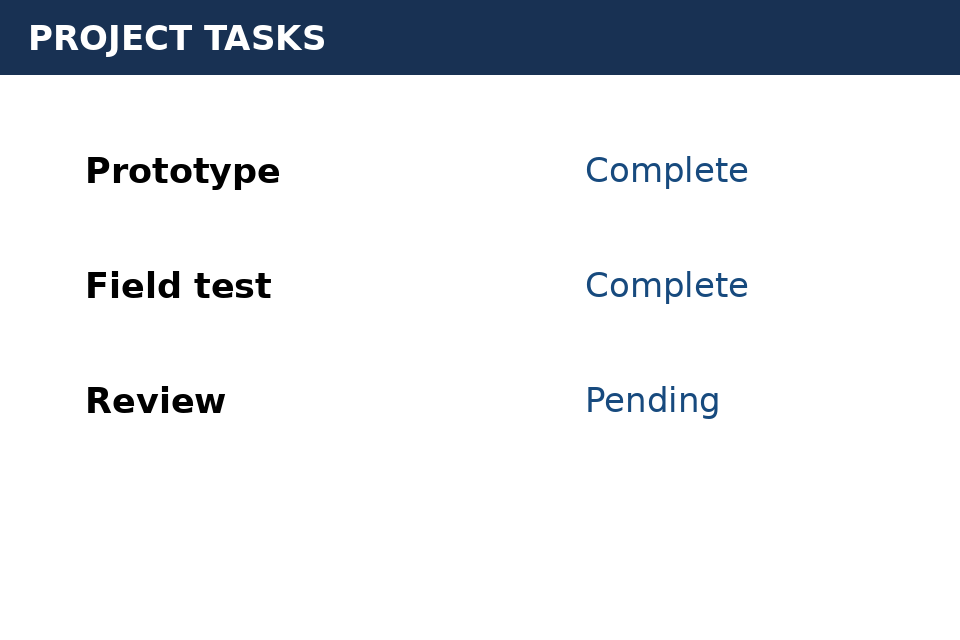 PROJECT TASKS
Prototype Complete
Field test Complete
Review Pending